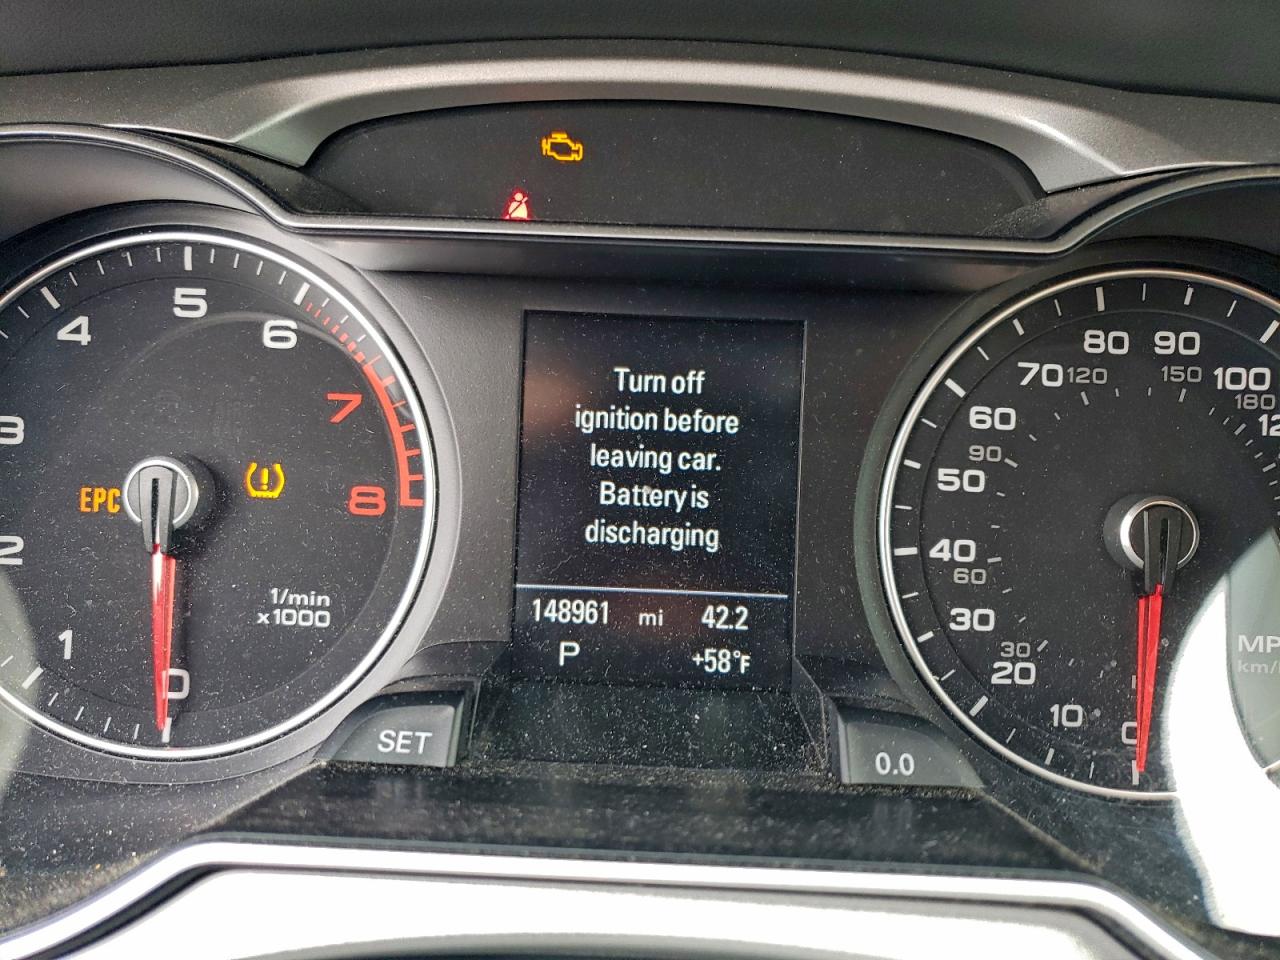 Turn off
ignition before
leaving car.
Battery is
discharging
148961 mi 42.2
P +58°F
EPC
1/min
x1000
0
1
2
3
4
5
6
7
8
SET
0.0
0
10
20
30
40
50
60
70
80
90
100
30
60
90
120
150
180
km/